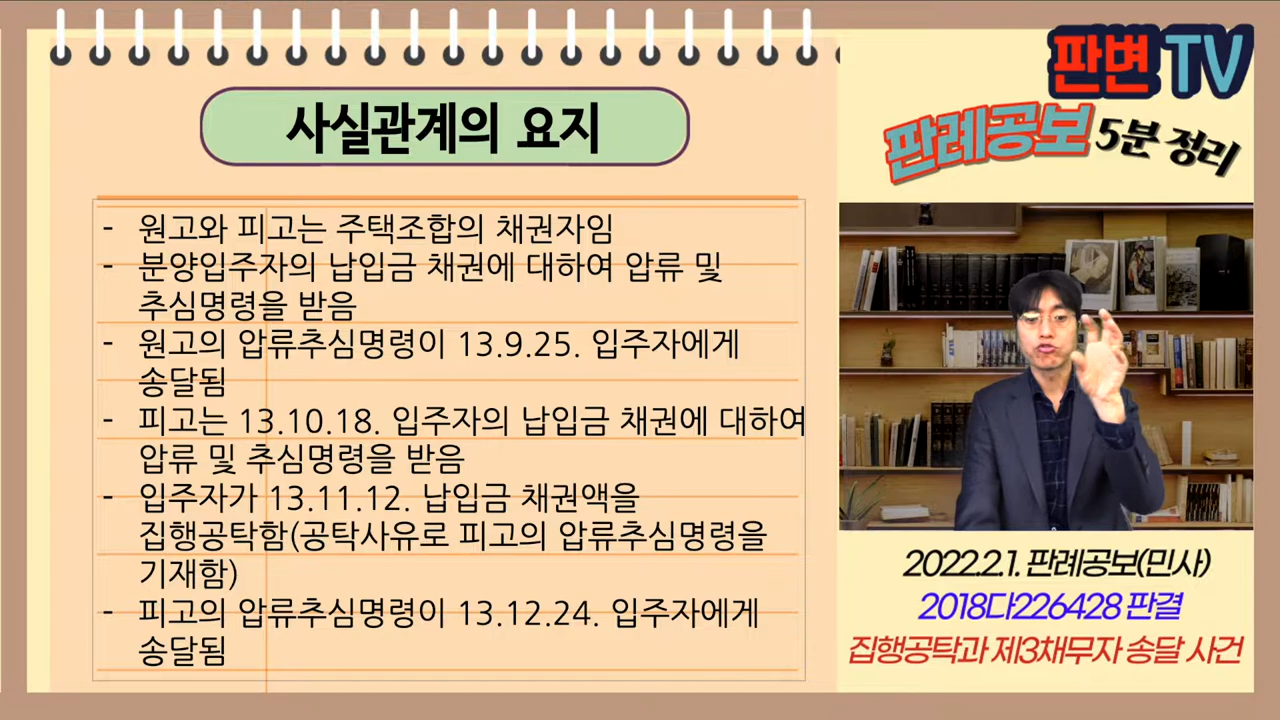 사실관계의 요지
- 원고와 피고는 주택조합의 채권자임
- 분양입주자의 납입금 채권에 대하여 압류 및
추심명령을 받음
- 원고의 압류추심명령이 13.9.25. 입주자에게
송달됨
- 피고는 13.10.18. 입주자의 납입금 채권에 대하여
압류 및 추심명령을 받음
- 입주자가 13.11.12. 납입금 채권액을
집행공탁함(공탁사유로 피고의 압류추심명령을
기재함)
- 피고의 압류추심명령이 13.12.24. 입주자에게
송달됨
판변 TV
판례공보 5분 정리
2022.2.1. 판례공보(민사)
2018다226428 판결
집행공탁과 제3채무자 송달 사건